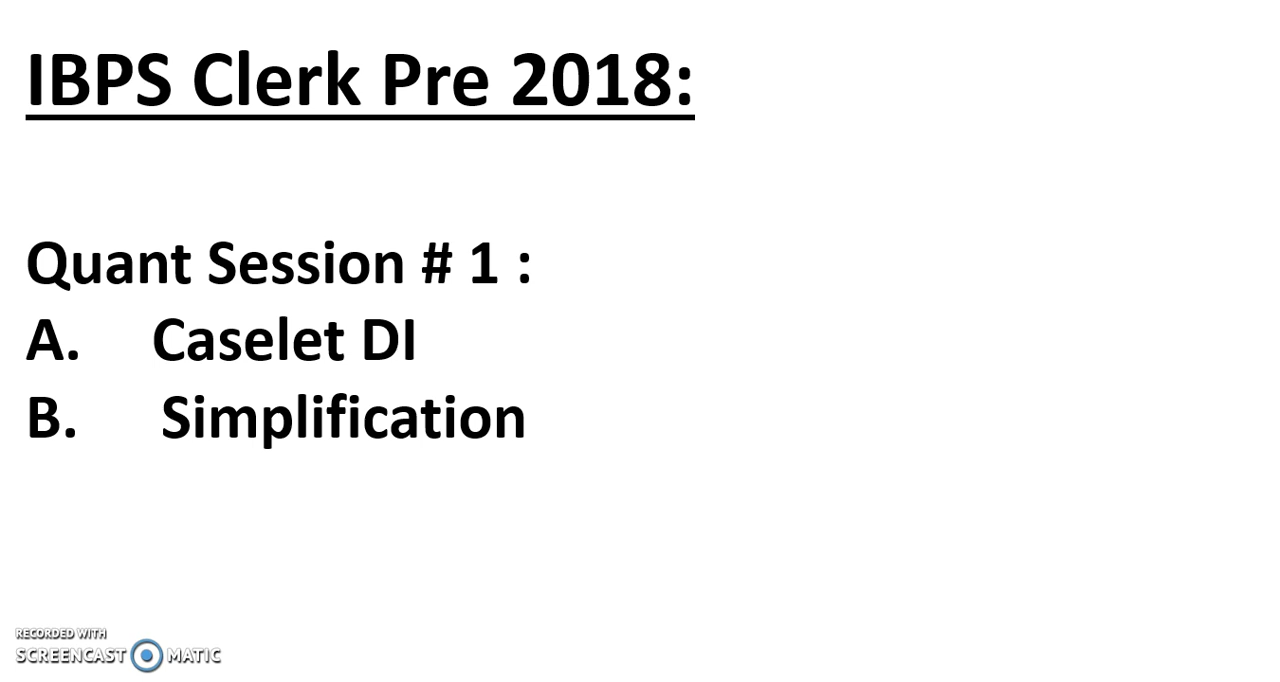 IBPS Clerk Pre 2018:
Quant Session # 1 :
A. Caselet DI
B. Simplification
RECORDED WITH
SCREENCAST MATIC